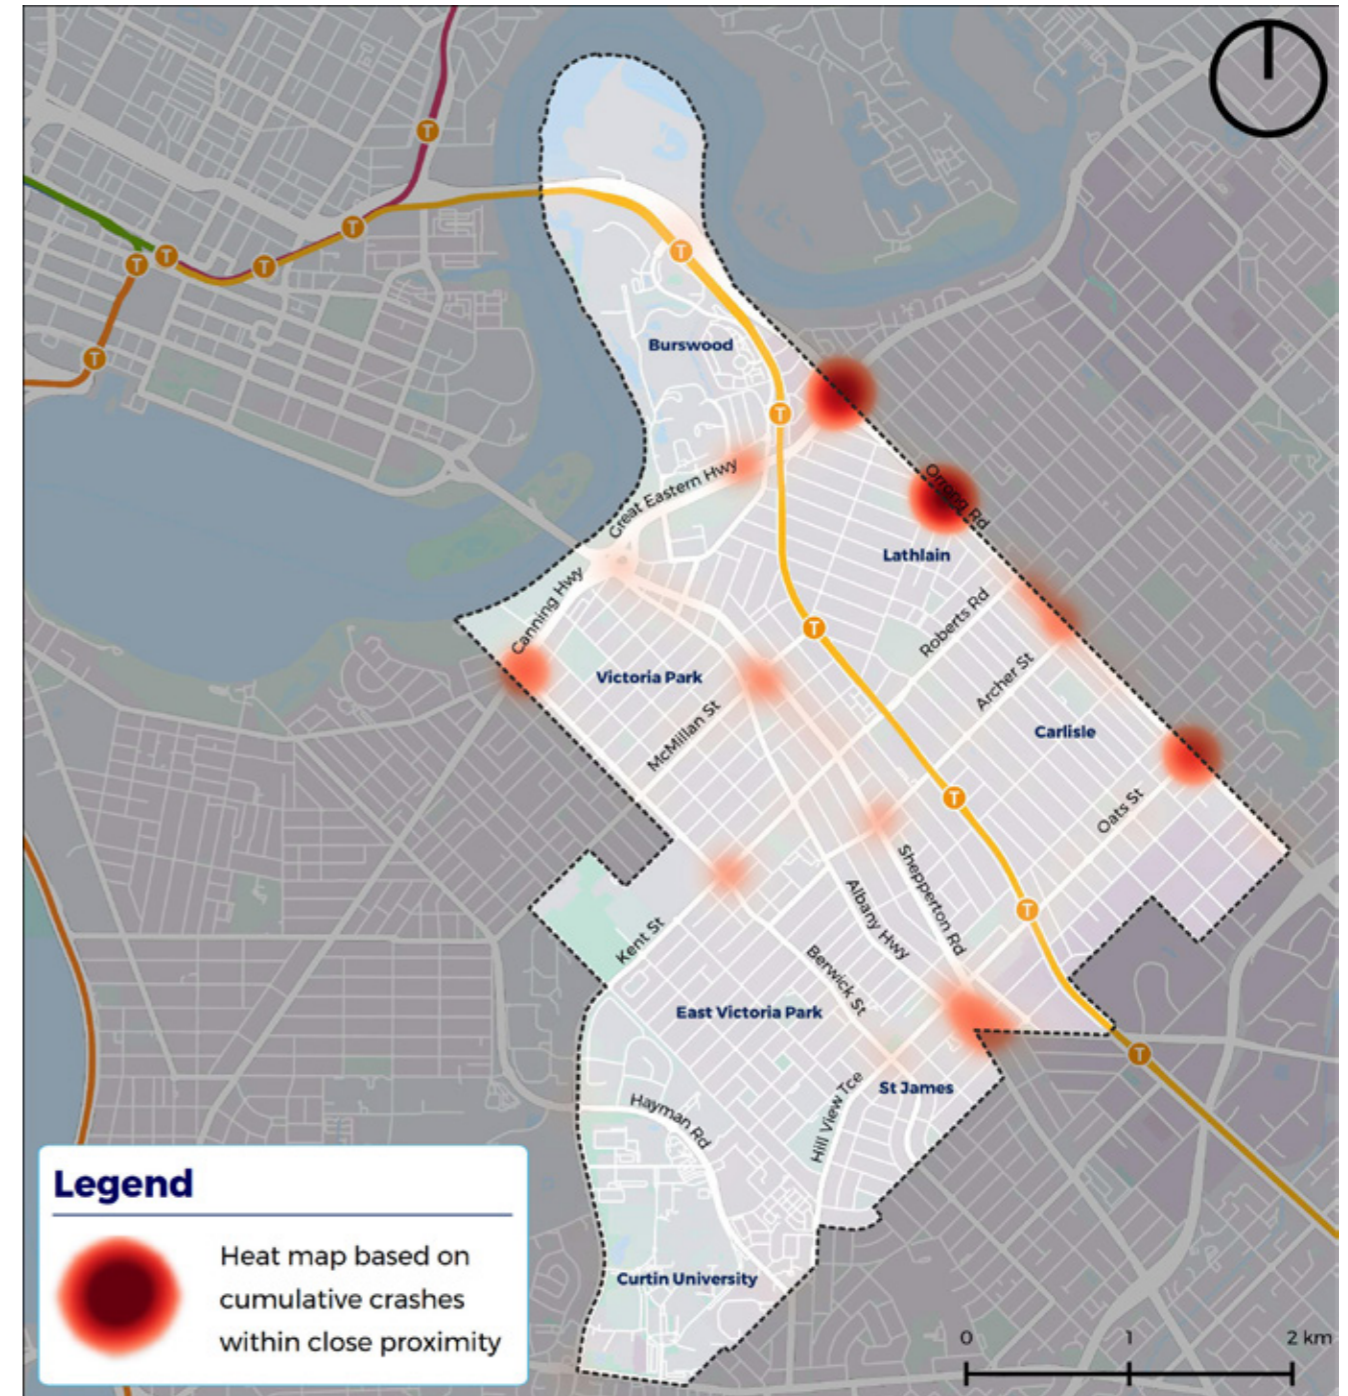 T
T
T
T
T
T
T
T
Burswood
T
Great Eastern Hwy
Orrong Rd
Lathlain
Canning Hwy
Roberts Rd
T
Victoria Park
Archer St
McMillan St
Carlisle
T
Oats St
Shepperton Rd
Albany Hwy
T
Kent St
Berwick St
East Victoria Park
T
St James
Hill View Tce
Hayman Rd
Curtin University
Legend
Heat map based on
cumulative crashes
within close proximity
0 1 2 km